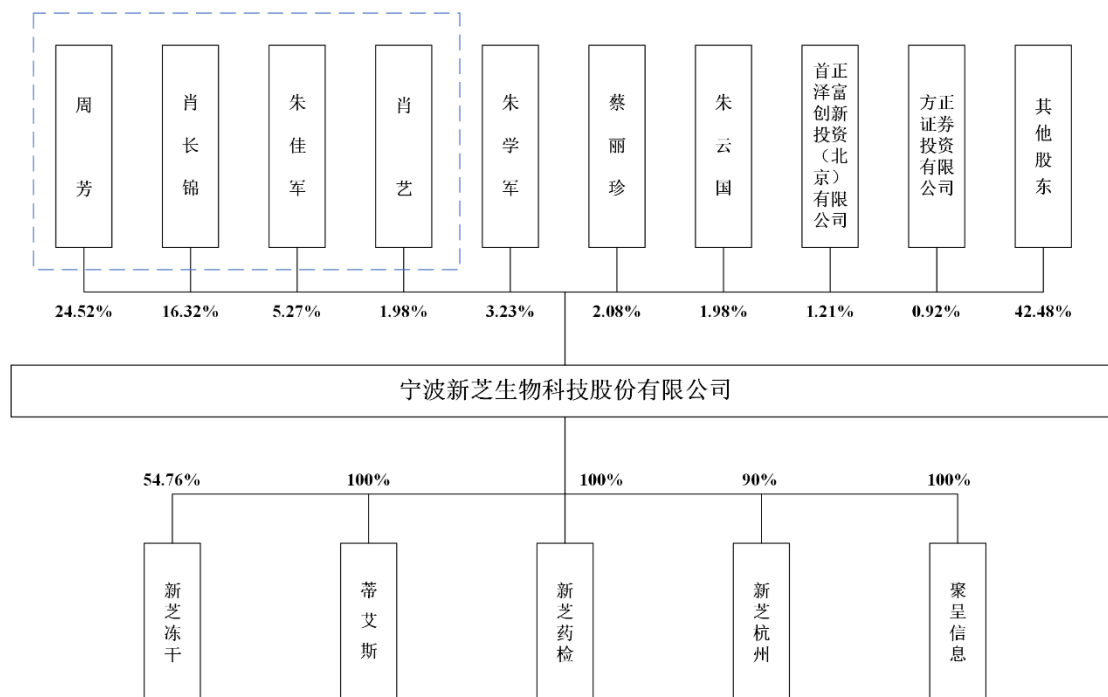 周芳
肖长锦
朱佳军
肖艺
朱学军
蔡丽珍
朱云国
首正泽富创新投资（北京）有限公司
方正证券投资有限公司
其他股东
24.52%
16.32%
5.27%
1.98%
3.23%
2.08%
1.98%
1.21%
0.92%
42.48%
宁波新芝生物科技股份有限公司
54.76%
100%
100%
90%
100%
新芝冻干
蒂艾斯
新芝药检
新芝杭州
聚呈信息